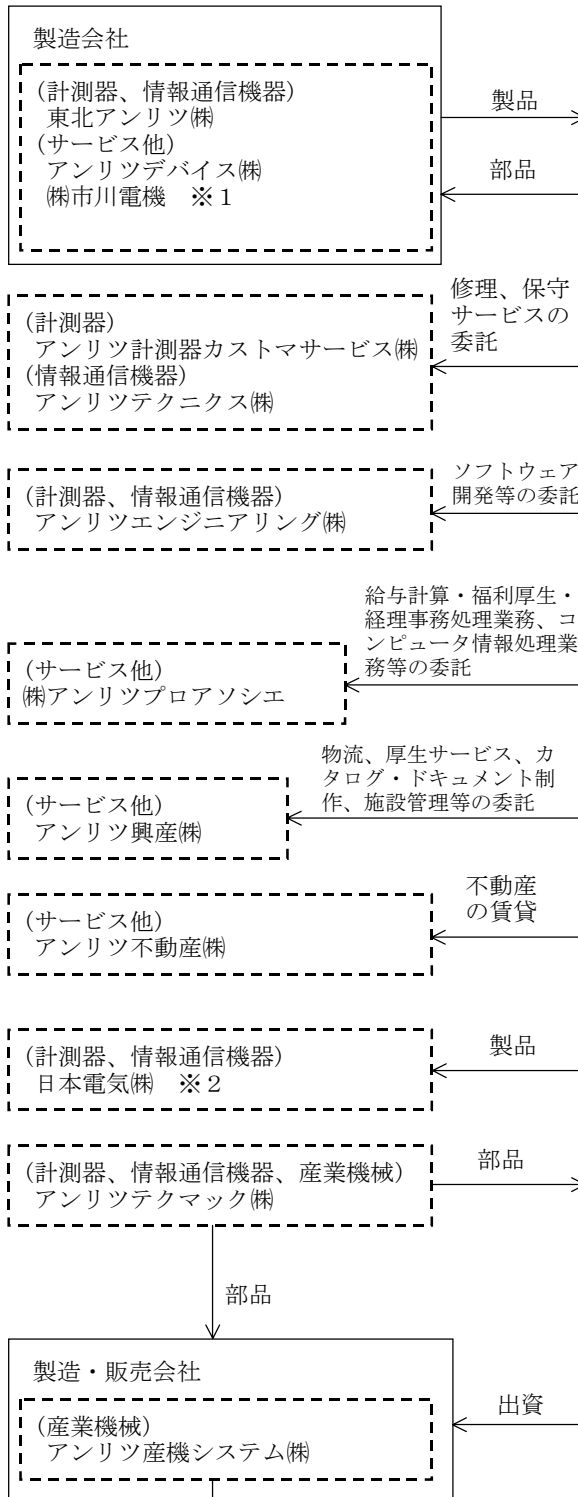 製造会社
(計測器、情報通信機器)
東北アンリツ㈱
(サービス他)
アンリツデバイス㈱
㈱市川電機　※１
製品
部品
修理、保守
サービスの
委託
(計測器)
アンリツ計測器カストマサービス㈱
(情報通信機器)
アンリツテクニクス㈱
ソフトウェア
開発等の委託
(計測器、情報通信機器)
アンリツエンジニアリング㈱
給与計算・福利厚生・
経理事務処理業務、コ
ンピュータ情報処理業
務等の委託
(サービス他)
㈱アンリツプロアソシエ
物流、厚生サービス、カ
タログ・ドキュメント制
作、施設管理等の委託
(サービス他)
アンリツ興産㈱
不動産
の賃貸
(サービス他)
アンリツ不動産㈱
製品
(計測器、情報通信機器)
日本電気㈱　※２
部品
(計測器、情報通信機器、産業機械)
アンリツテクマック㈱
部品
製造・販売会社
出資
(産業機械)
アンリツ産機システム㈱